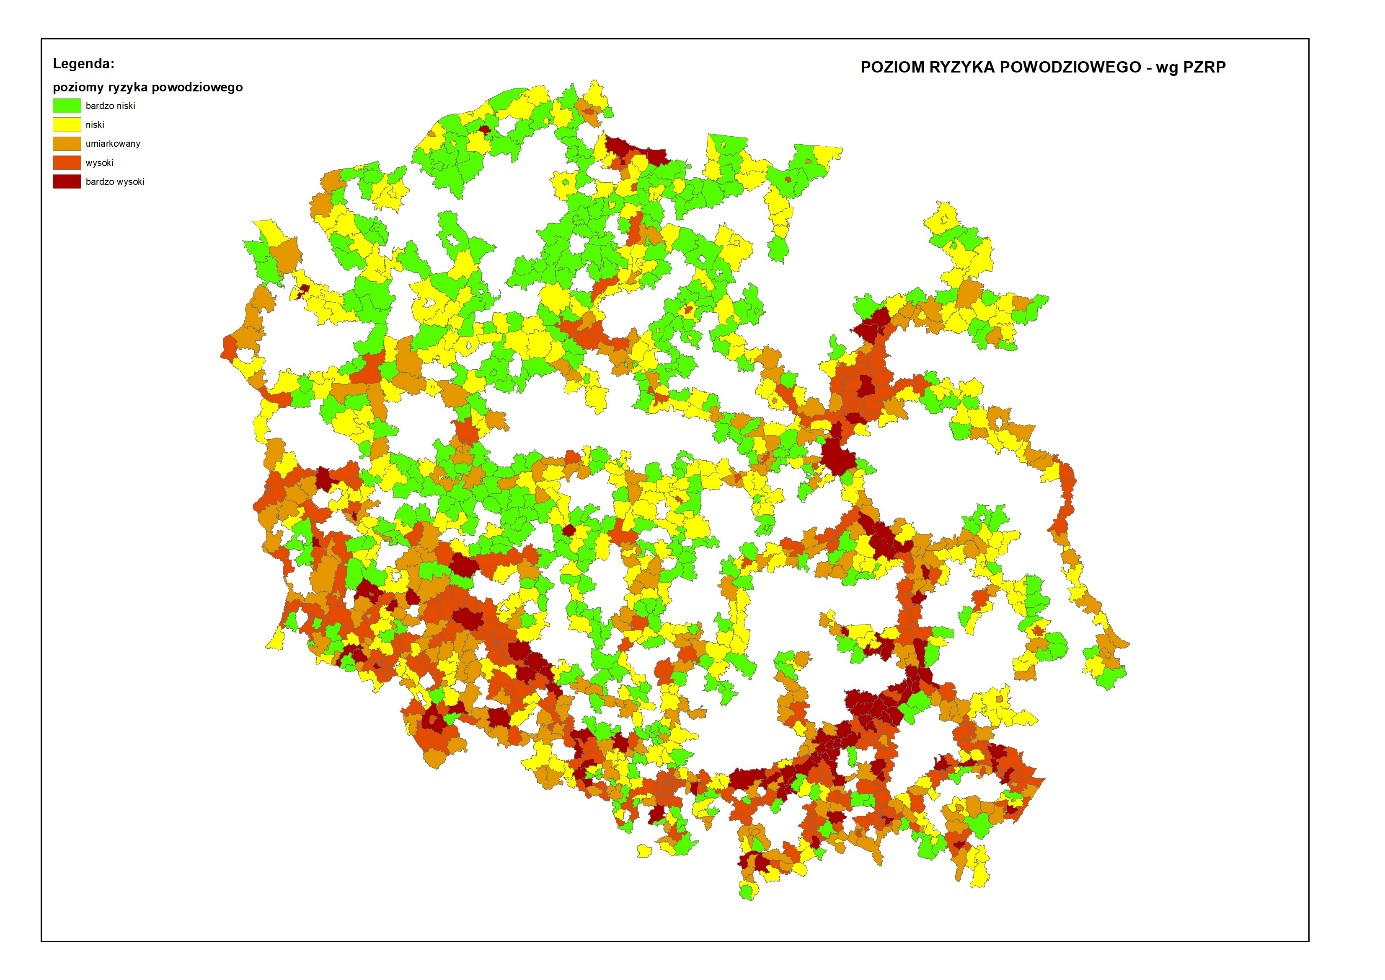 POZIOM RYZYKA POWODZIOWEGO - wg PZRP
Legenda:
poziomy ryzyka powodziowego
bardzo niski
niski
umiarkowany
wysoki
bardzo wysoki